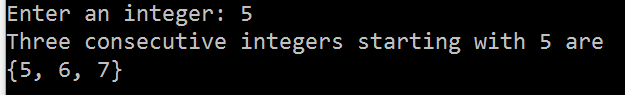 Enter an integer: 5
Three consecutive integers starting with 5 are
{5, 6, 7}